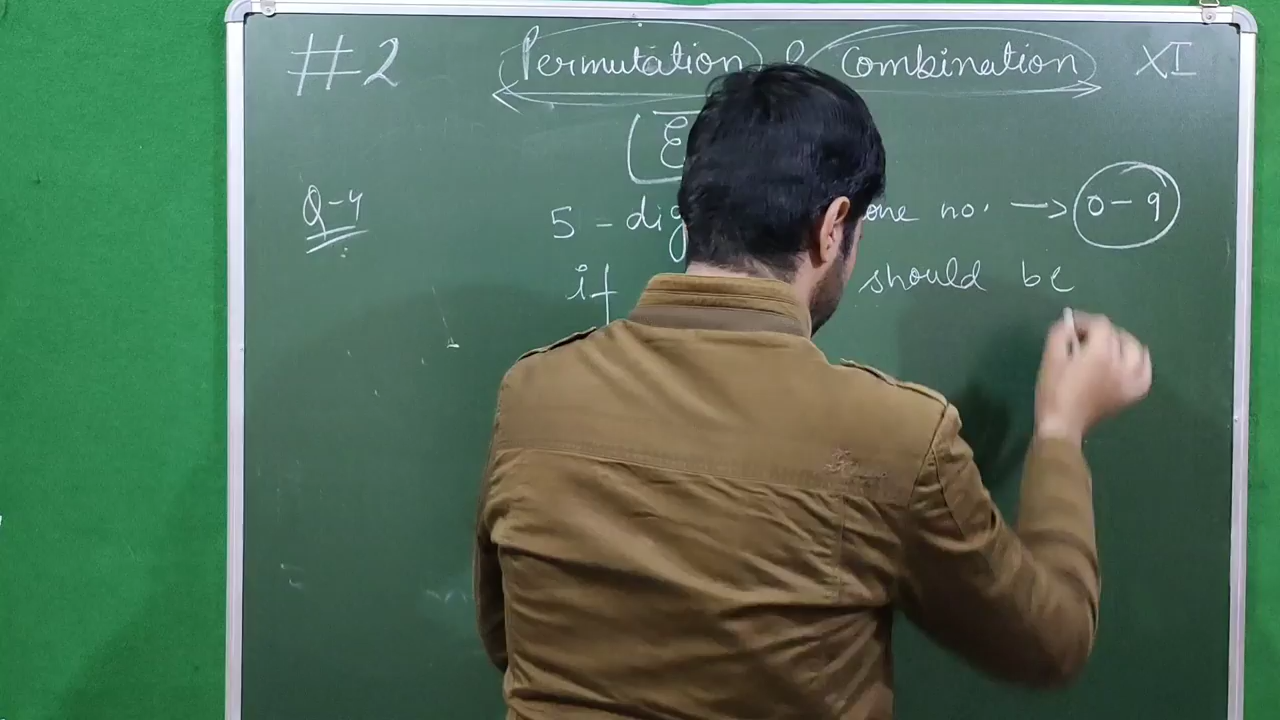 #2 Permutation & Combination XI
Q-4
5-dig one no. → 0-9
if should be